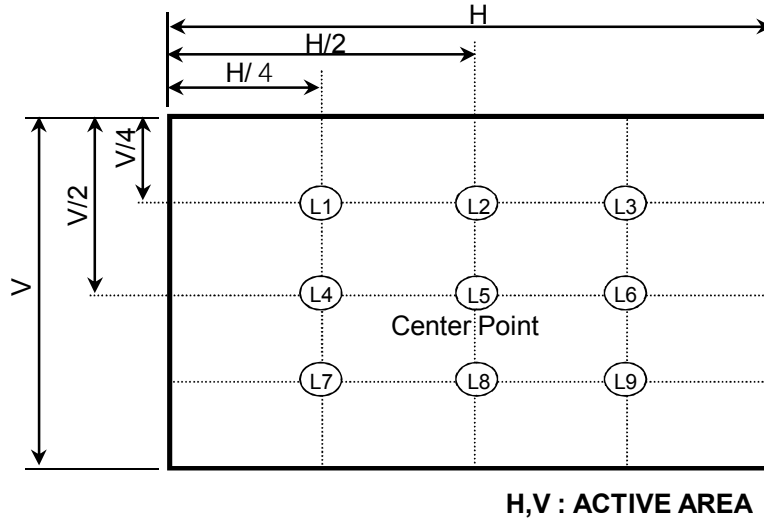 H
H/2
H/ 4
V/4
V/2
V
L1 L2 L3
L4 L5 L6
Center Point
L7 L8 L9
H,V : ACTIVE AREA